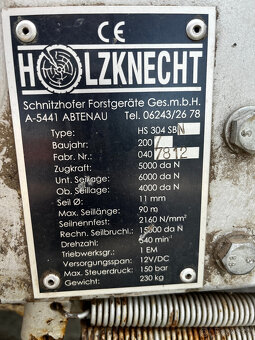 CE
HOLZKNECHT
Schnitzhofer Forstgeräte Ges.m.b.H.
A-5441 ABTENAU Tel. 06243/26 78
Type: HS 304 SB
Baujahr: 200
Fabr. Nr.: 040 7812
Zugkraft: 5000 da N
Unt. Seillage: 6000 da N
Ob. Seillage: 4000 da N
Seil Ø: 11 mm
Max. Seillänge: 90 m
Seilnennfest: 2160 N/mm²
Rechn. Seilbruchl.: da N
Drehzahl: 540 min⁻¹
Triebwerksgr.: 1 EM
Versorgungsspan: 12V/DC
Max. Steuerdruck: 150 bar
Gewicht: 230 kg